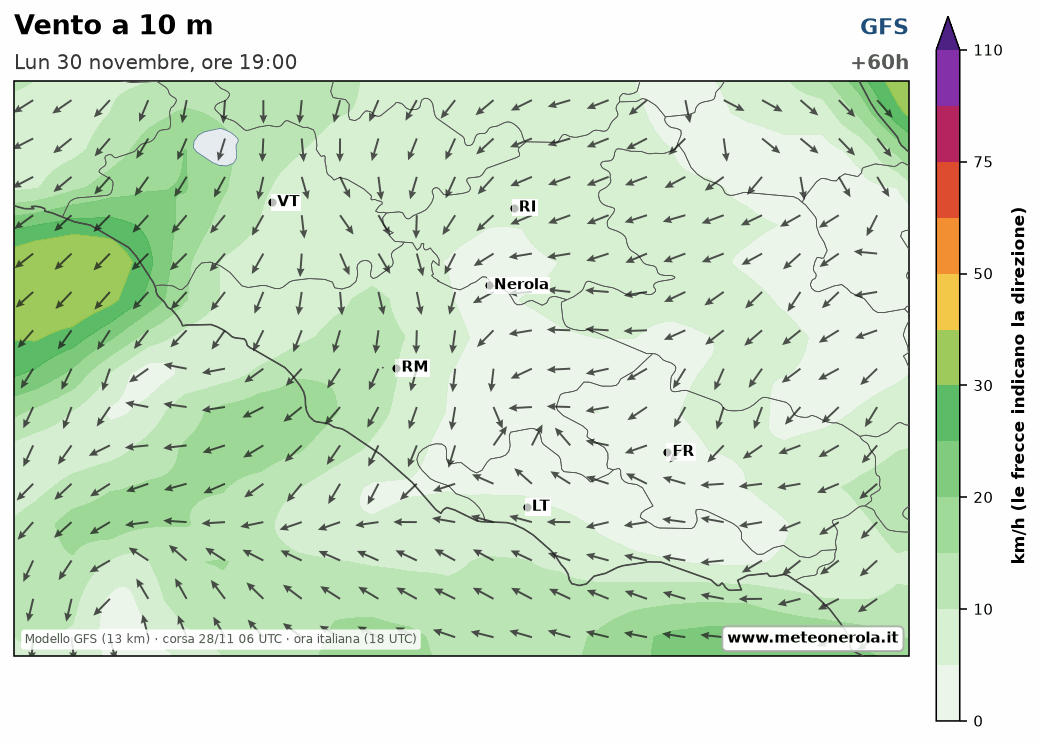 Vento a 10 m
GFS
Lun 30 novembre, ore 19:00
+60h
VT
RI
Nerola
RM
FR
LT
Modello GFS (13 km) · corsa 28/11 06 UTC · ora italiana (18 UTC)
www.meteonerola.it
110
75
50
30
20
10
0
km/h (le frecce indicano la direzione)